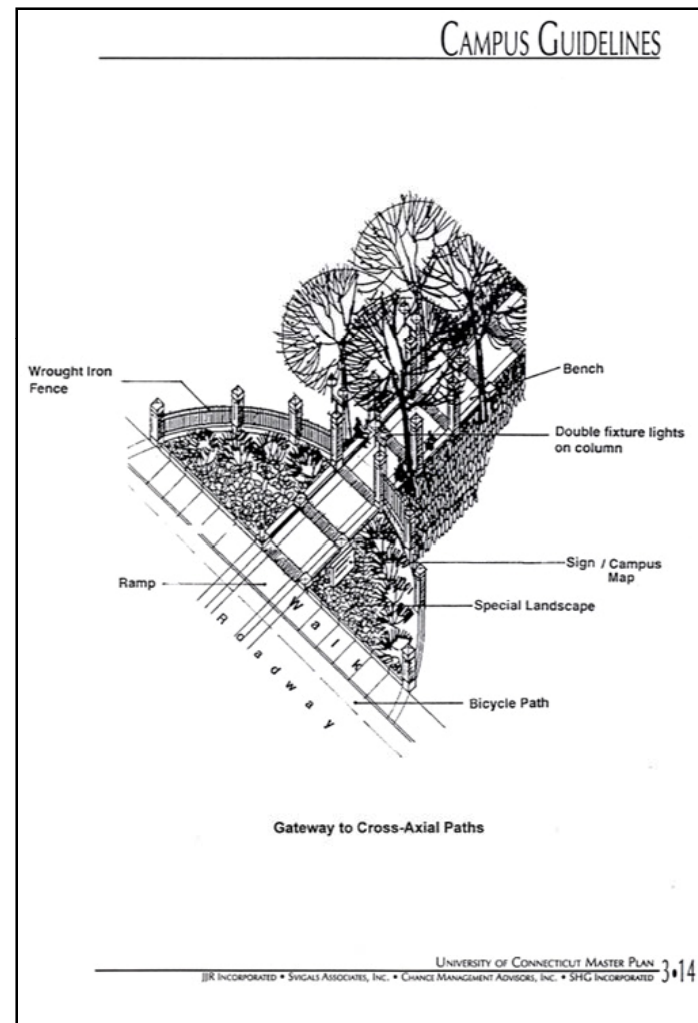 CAMPUS GUIDELINES
Wrought Iron
Fence
Bench
Double fixture lights
on column
Sign / Campus
Map
Ramp
Special Landscape
Walk
Roadway
Bicycle Path
Gateway to Cross-Axial Paths
UNIVERSITY OF CONNECTICUT MASTER PLAN
JJR INCORPORATED • SVIGALS ASSOCIATES, INC. • CHANCE MANAGEMENT ADVISORS, INC. • SHG INCORPORATED 3•14